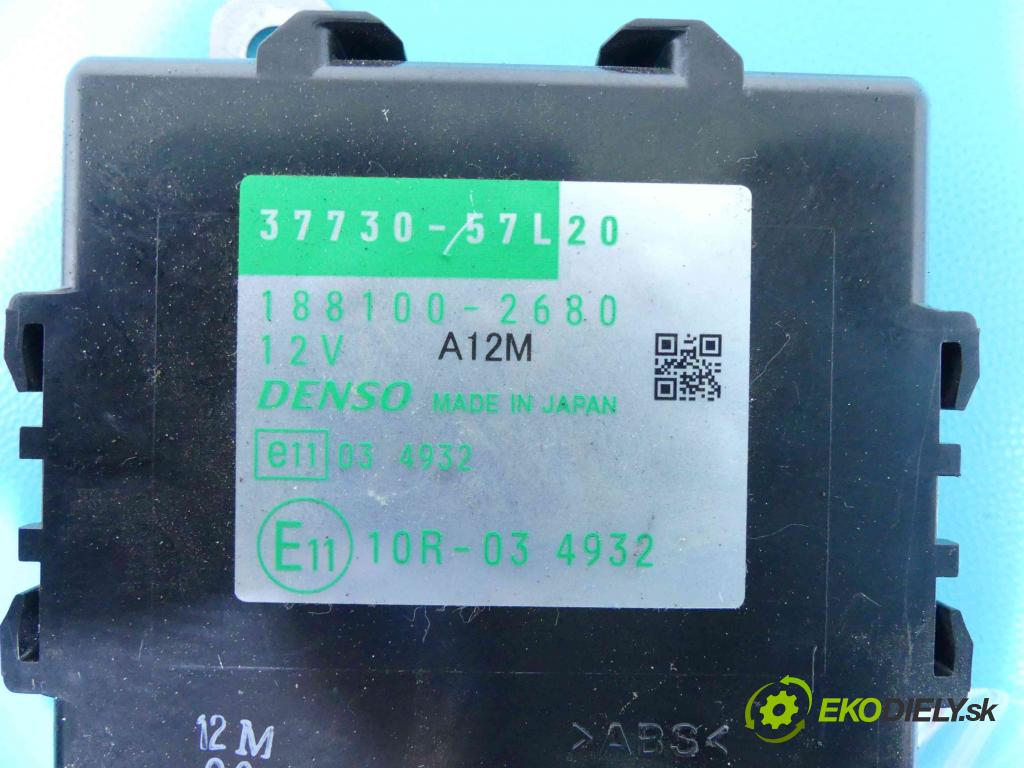 37730-57L20
188100-2680
12V A12M
DENSO MADE IN JAPAN
e11 03 4932
E11 10R-03 4932
12M
>ABS<
EKODIELY.sk